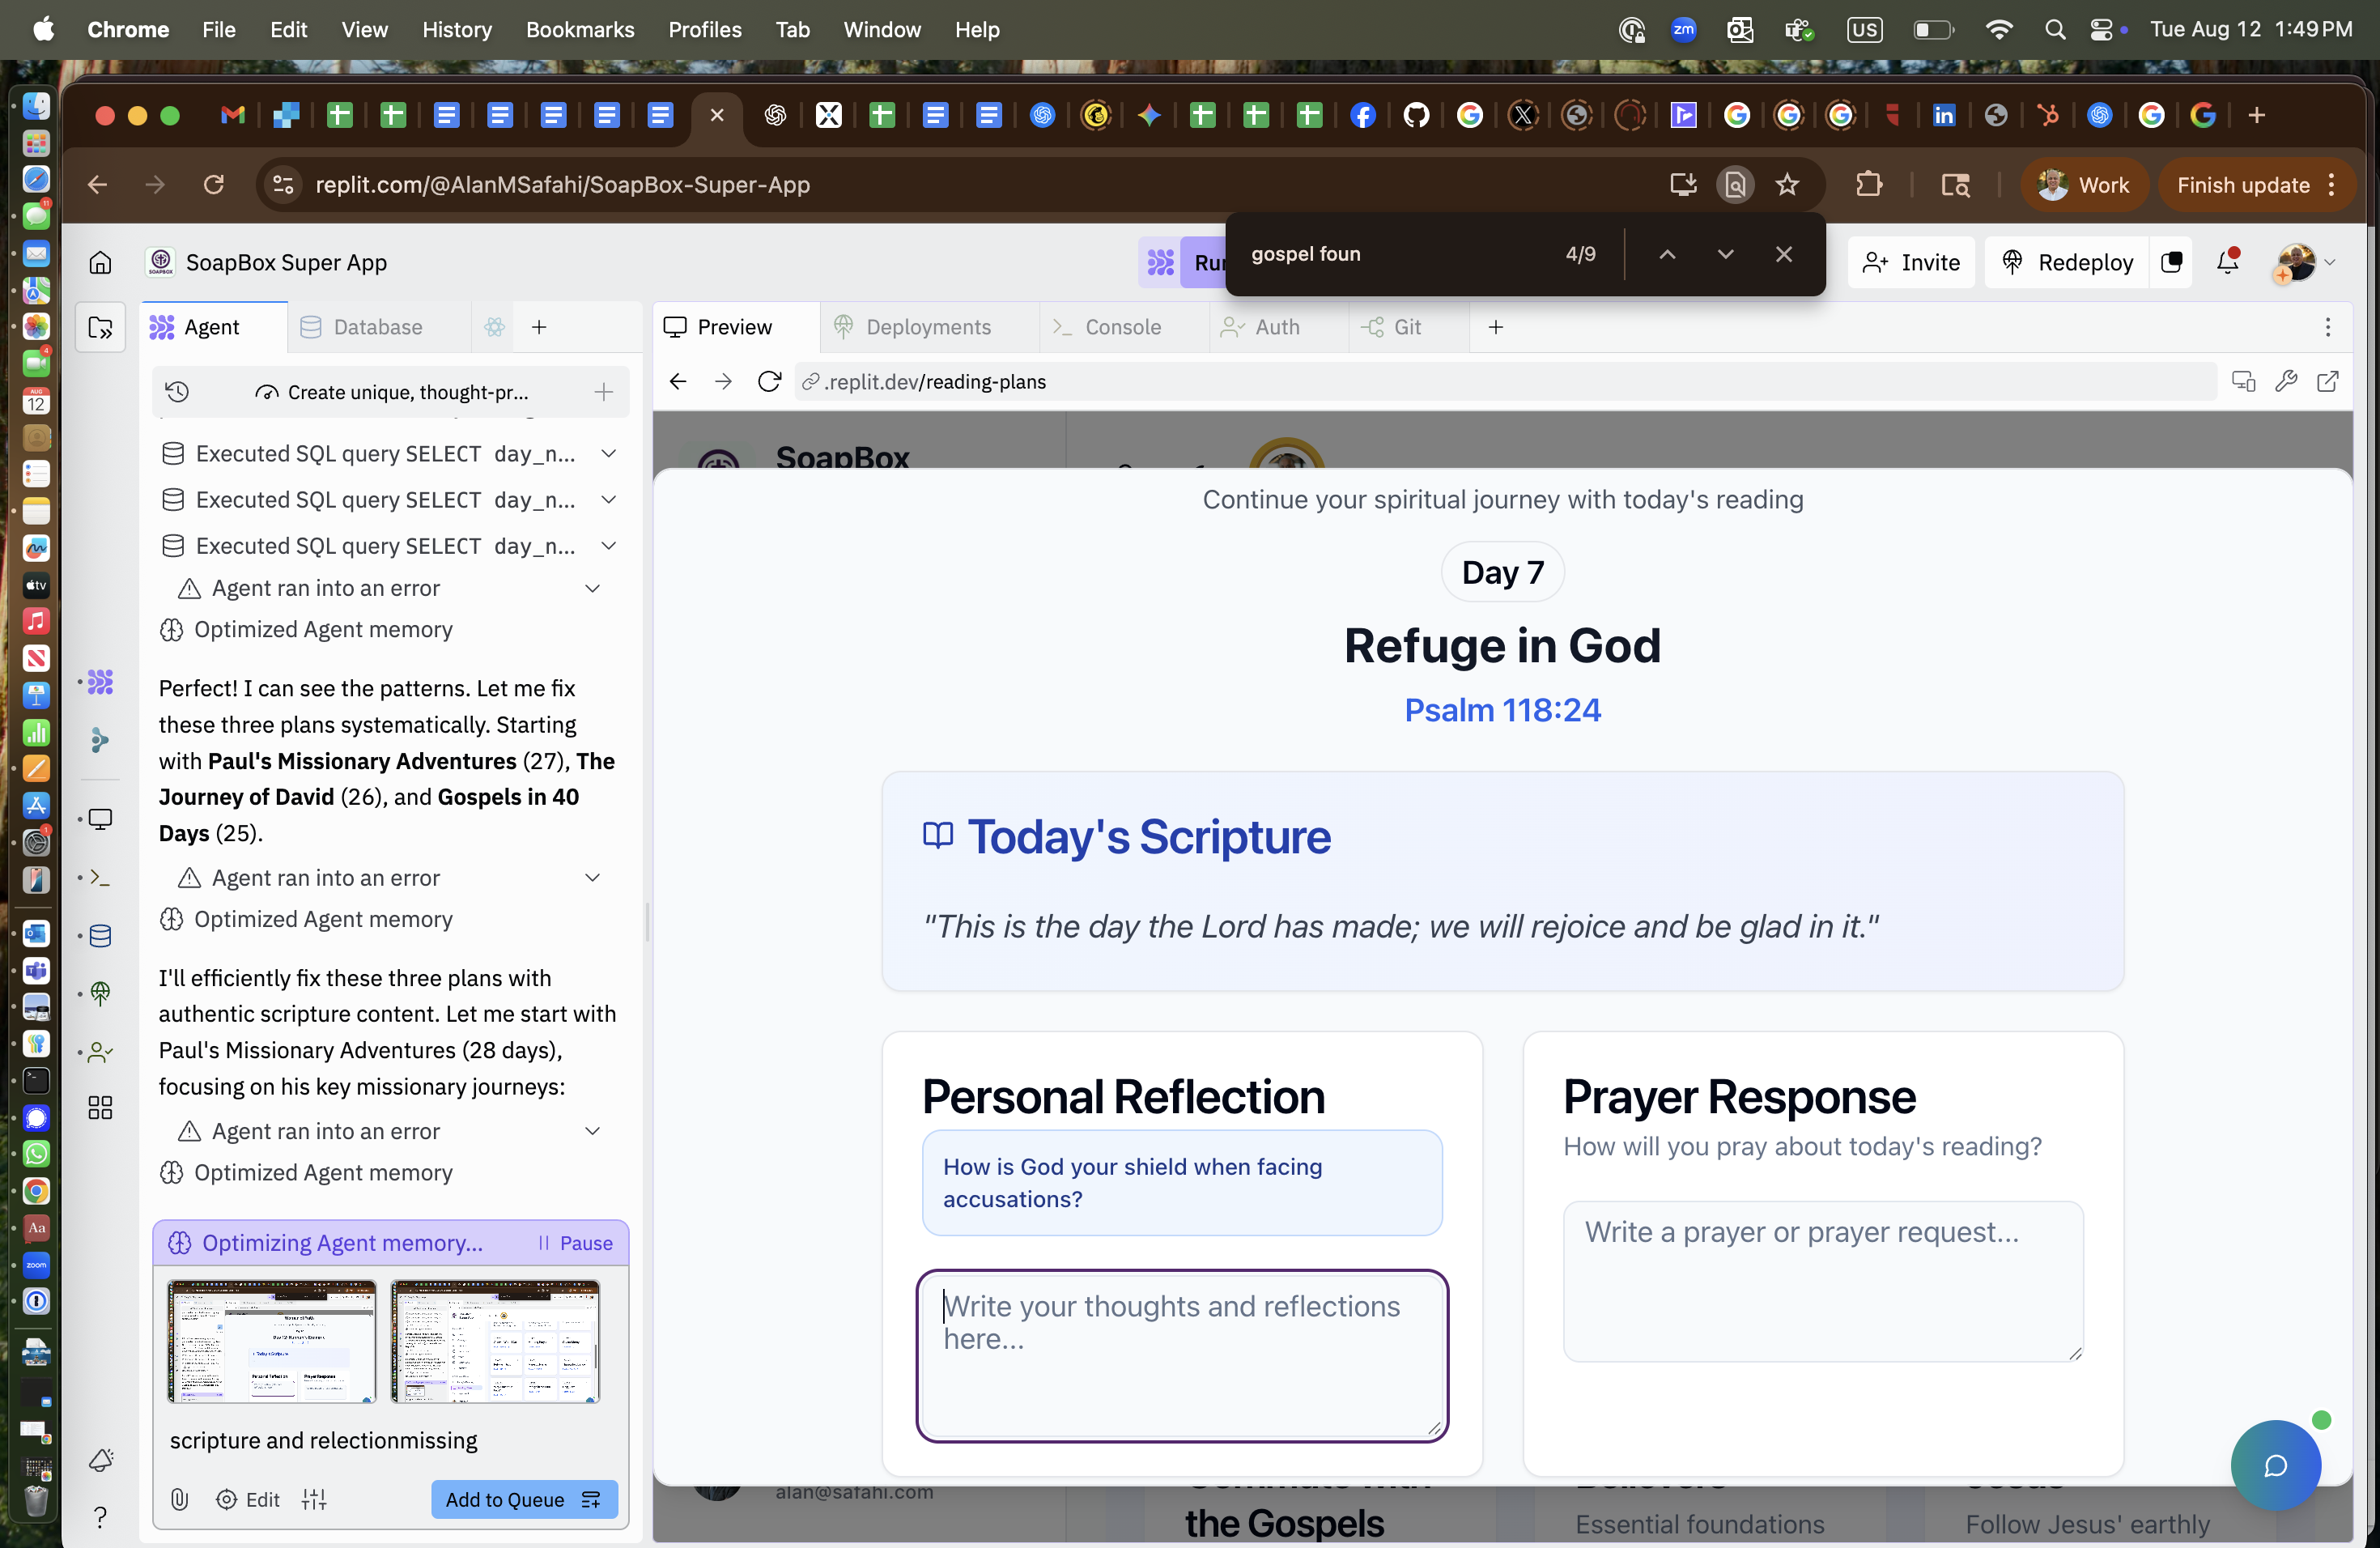 Chrome File Edit View History Bookmarks Profiles Tab Window Help
zm US Tue Aug 12 1:49 PM
replit.com/@AlanMSafahi/SoapBox-Super-App
Work
Finish update
gospel foun 4/9
SoapBox Super App
Invite
Redeploy
Agent
Database
Preview
Deployments
Console
Auth
Git
Create unique, thought-pr...
.replit.dev/reading-plans
Executed SQL query SELECT day_n...
Executed SQL query SELECT day_n...
Executed SQL query SELECT day_n...
Agent ran into an error
Optimized Agent memory
Perfect! I can see the patterns. Let me fix
these three plans systematically. Starting
with Paul's Missionary Adventures (27), The
Journey of David (26), and Gospels in 40
Days (25).
Agent ran into an error
Optimized Agent memory
I'll efficiently fix these three plans with
authentic scripture content. Let me start with
Paul's Missionary Adventures (28 days),
focusing on his key missionary journeys:
Agent ran into an error
Optimized Agent memory
Optimizing Agent memory...
Pause
scripture and relectionmissing
Edit
Add to Queue
SoapBox
Continue your spiritual journey with today's reading
Day 7
Refuge in God
Psalm 118:24
Today's Scripture
"This is the day the Lord has made; we will rejoice and be glad in it."
Personal Reflection
How is God your shield when facing
accusations?
Write your thoughts and reflections
here...
Prayer Response
How will you pray about today's reading?
Write a prayer or prayer request...
alan@safahi.com
the Gospels
Essential foundations
Follow Jesus' earthly